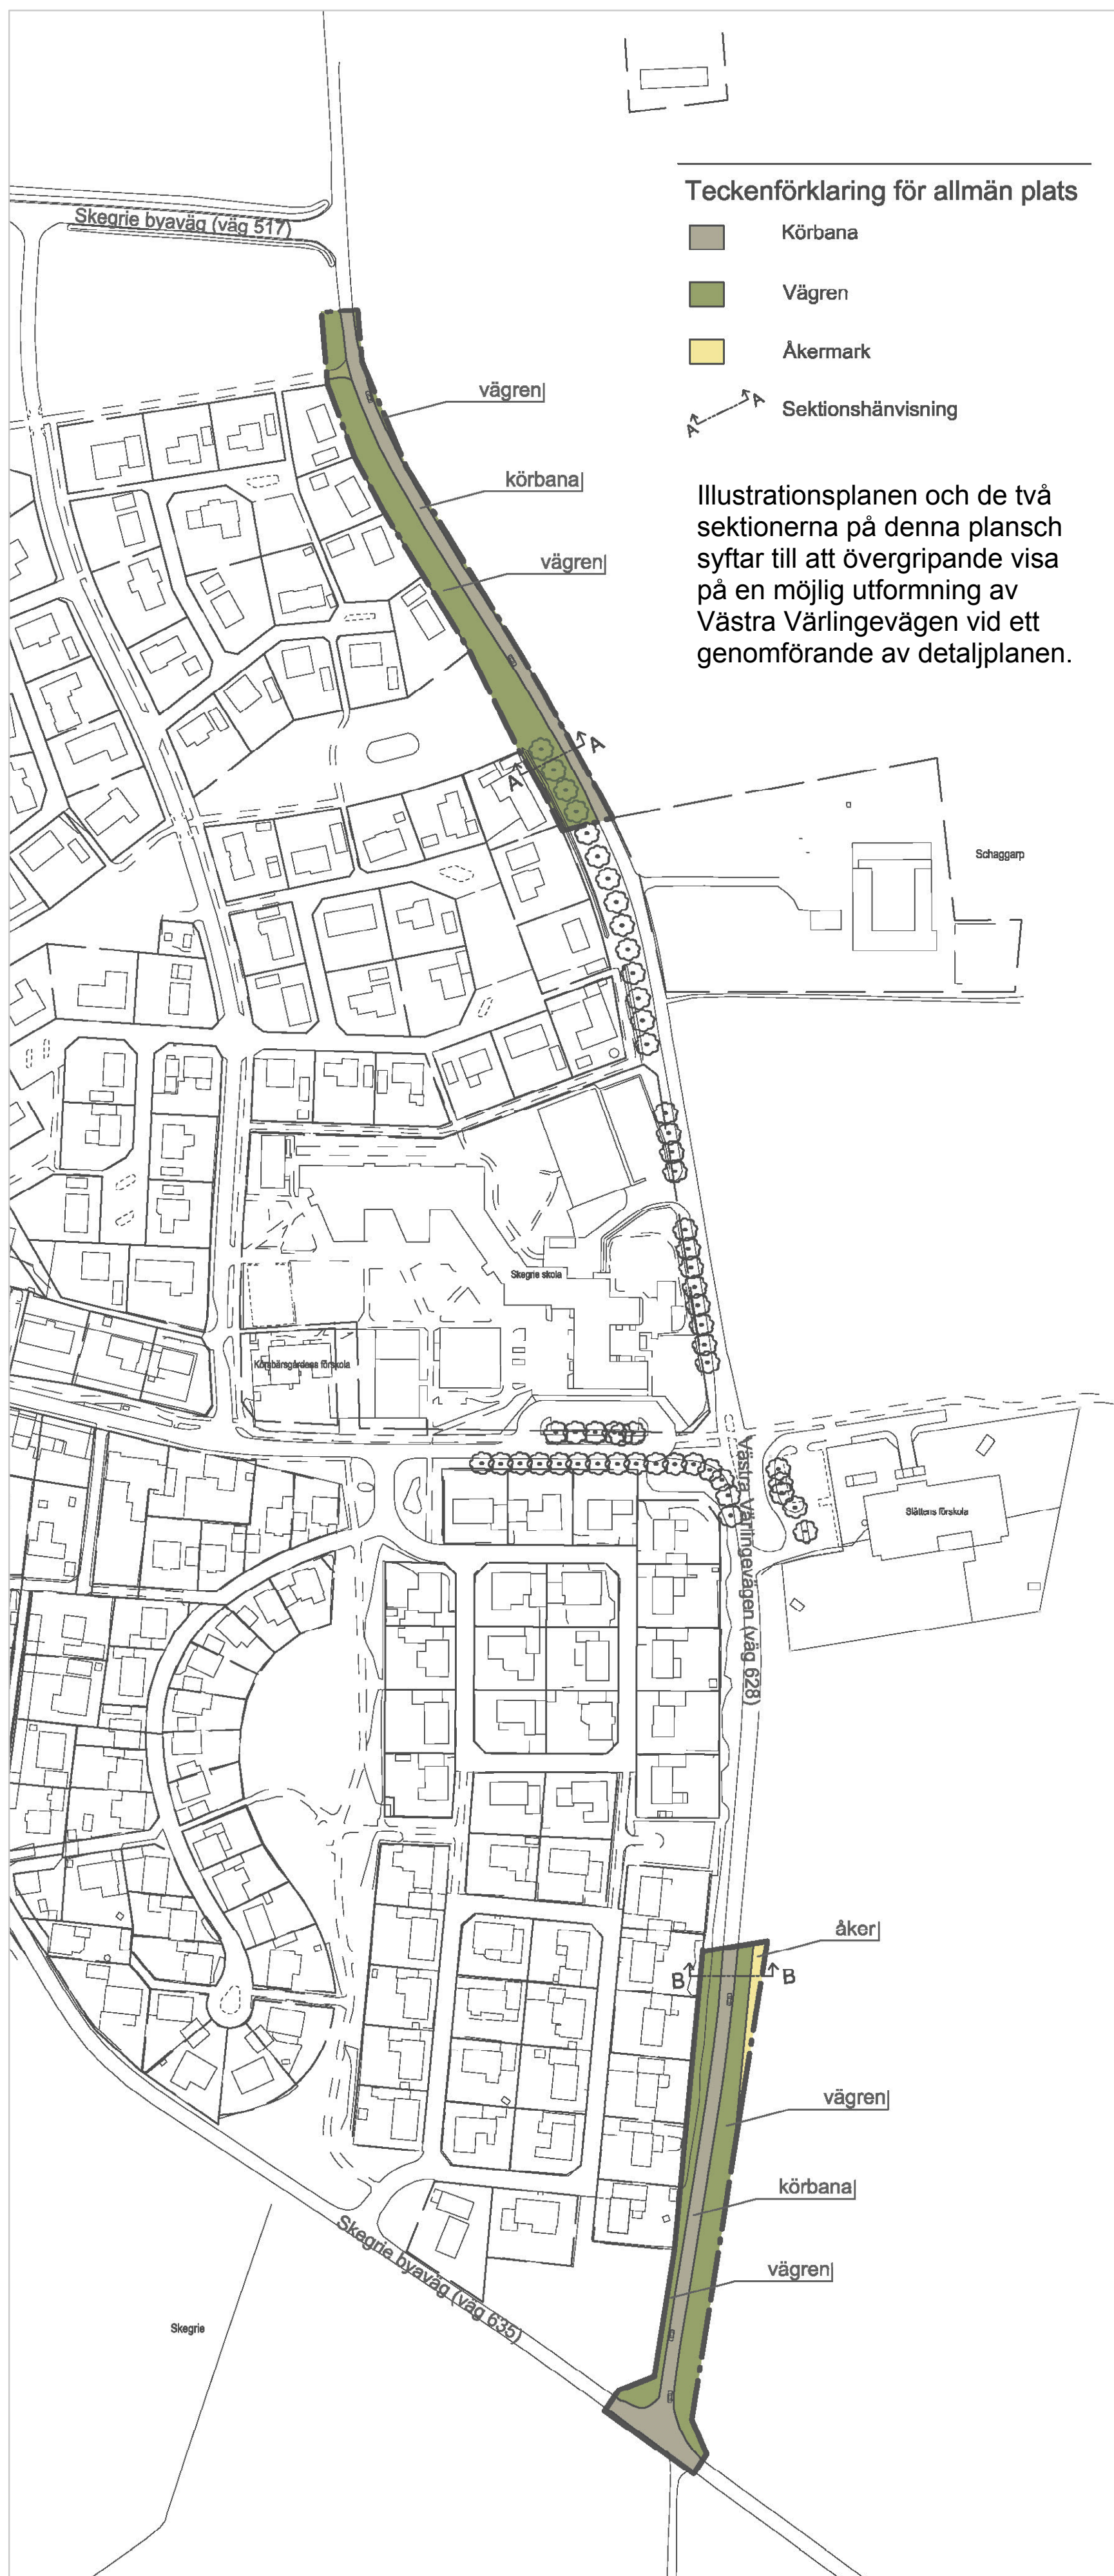 Teckenförklaring för allmän plats
Körbana
Vägren
Åkermark
A A Sektionshänvisning
Illustrationsplanen och de två
sektionerna på denna plansch
syftar till att övergripande visa
på en möjlig utformning av
Västra Värlingevägen vid ett
genomförande av detaljplanen.
Skegrie byaväg (väg 517)
vägren
körbana
vägren
A
A
Schaggarp
Skegrie skola
Körsbärsgårdens förskola
Västra Värlingevägen (väg 628)
Slättens förskola
åker
B B
vägren
körbana
vägren
Skegrie byaväg (väg 635)
Skegrie